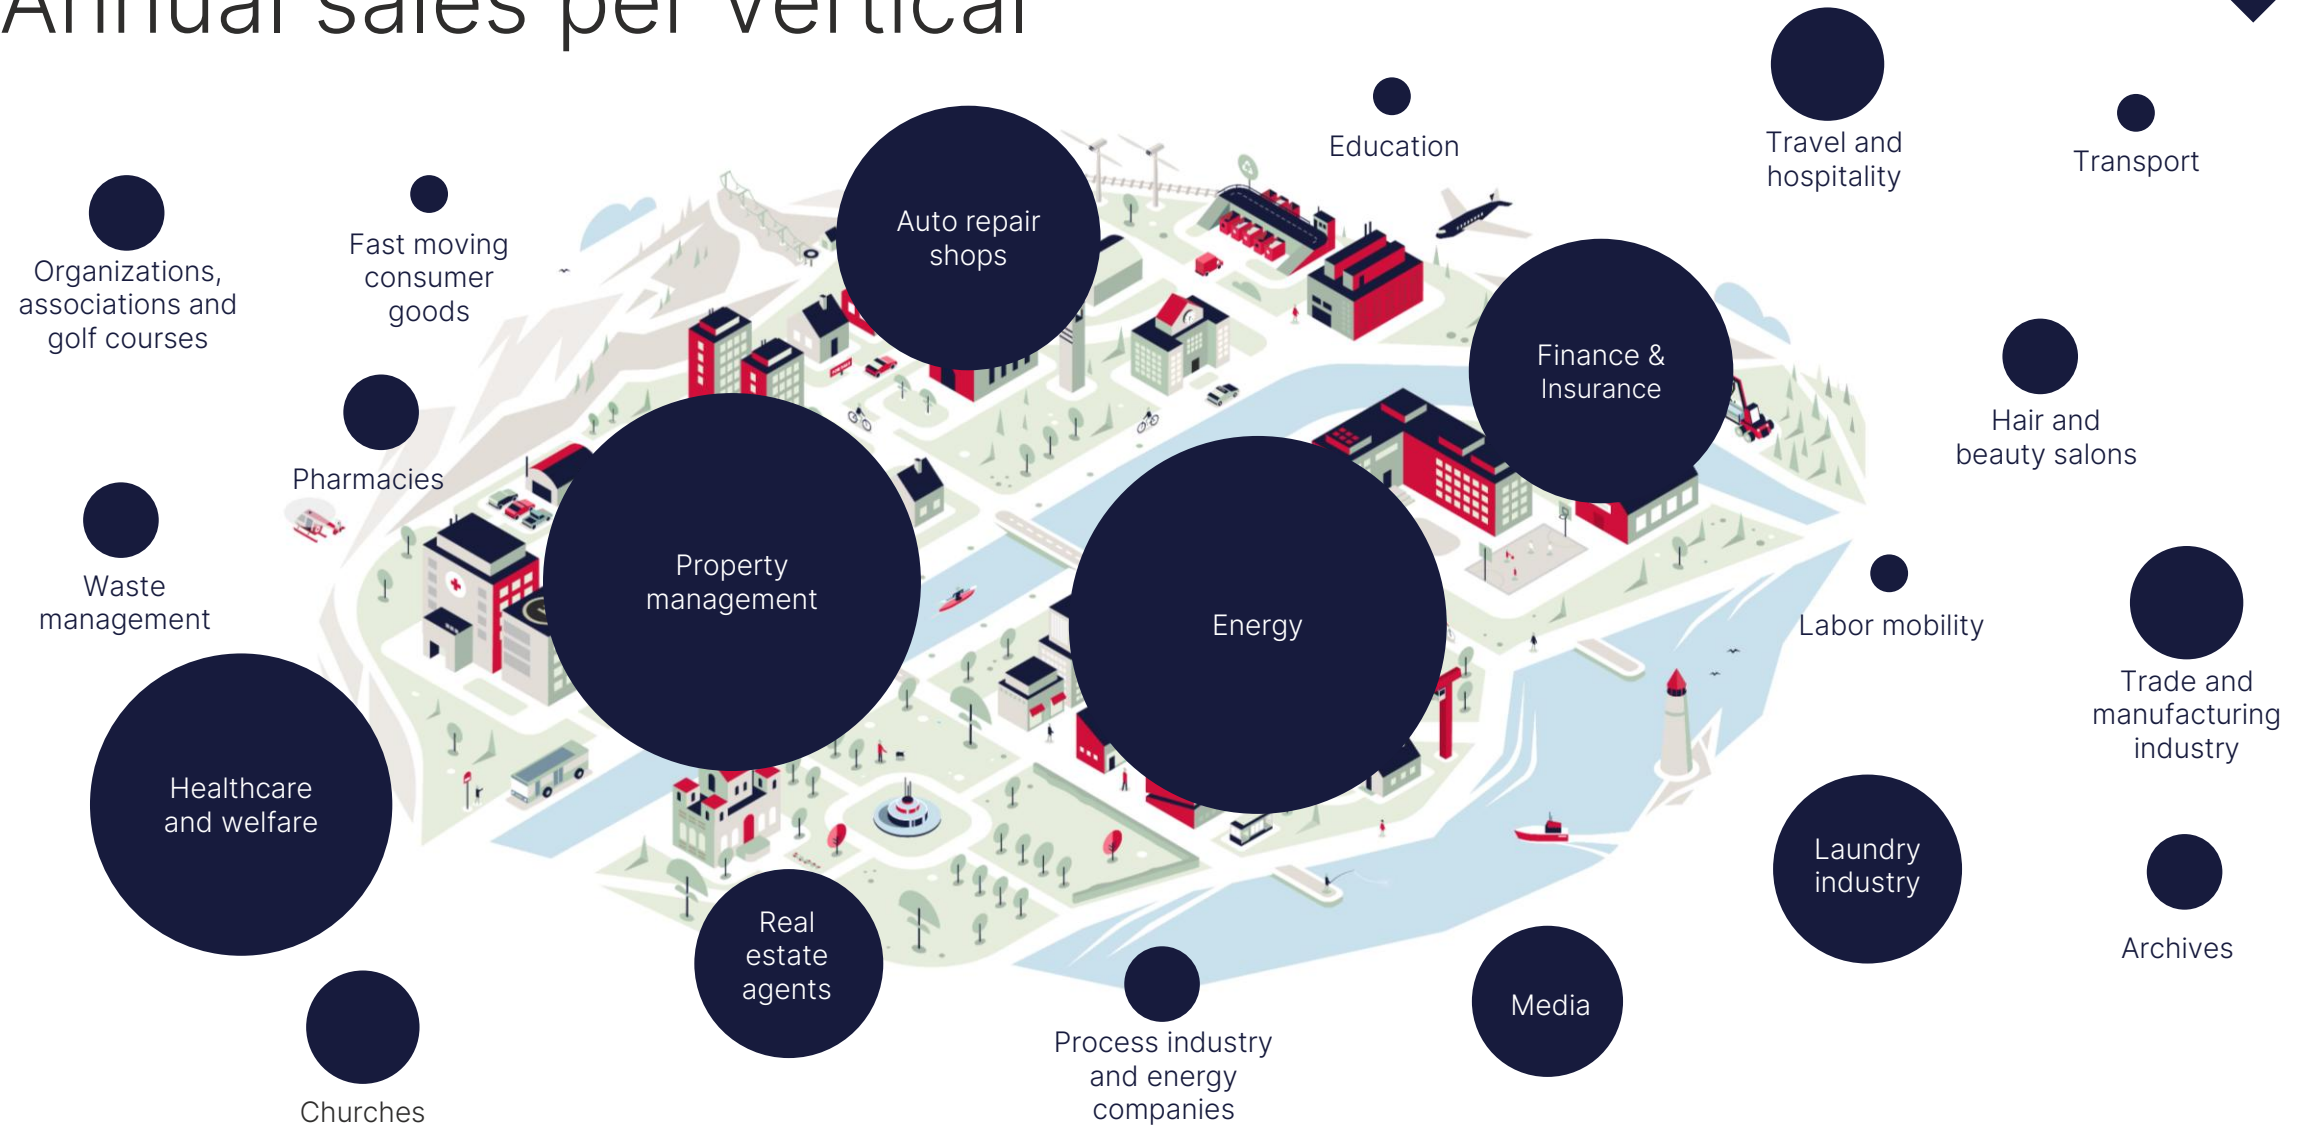 Annual sales per vertical
Education
Travel and
hospitality
Transport
Auto repair
shops
Organizations,
associations and
golf courses
Fast moving
consumer
goods
Finance &
Insurance
Hair and
beauty salons
Pharmacies
Waste
management
Property
management
Energy
Labor mobility
Trade and
manufacturing
industry
Healthcare
and welfare
Laundry
industry
Real
estate
agents
Archives
Media
Process industry
and energy
companies
Churches